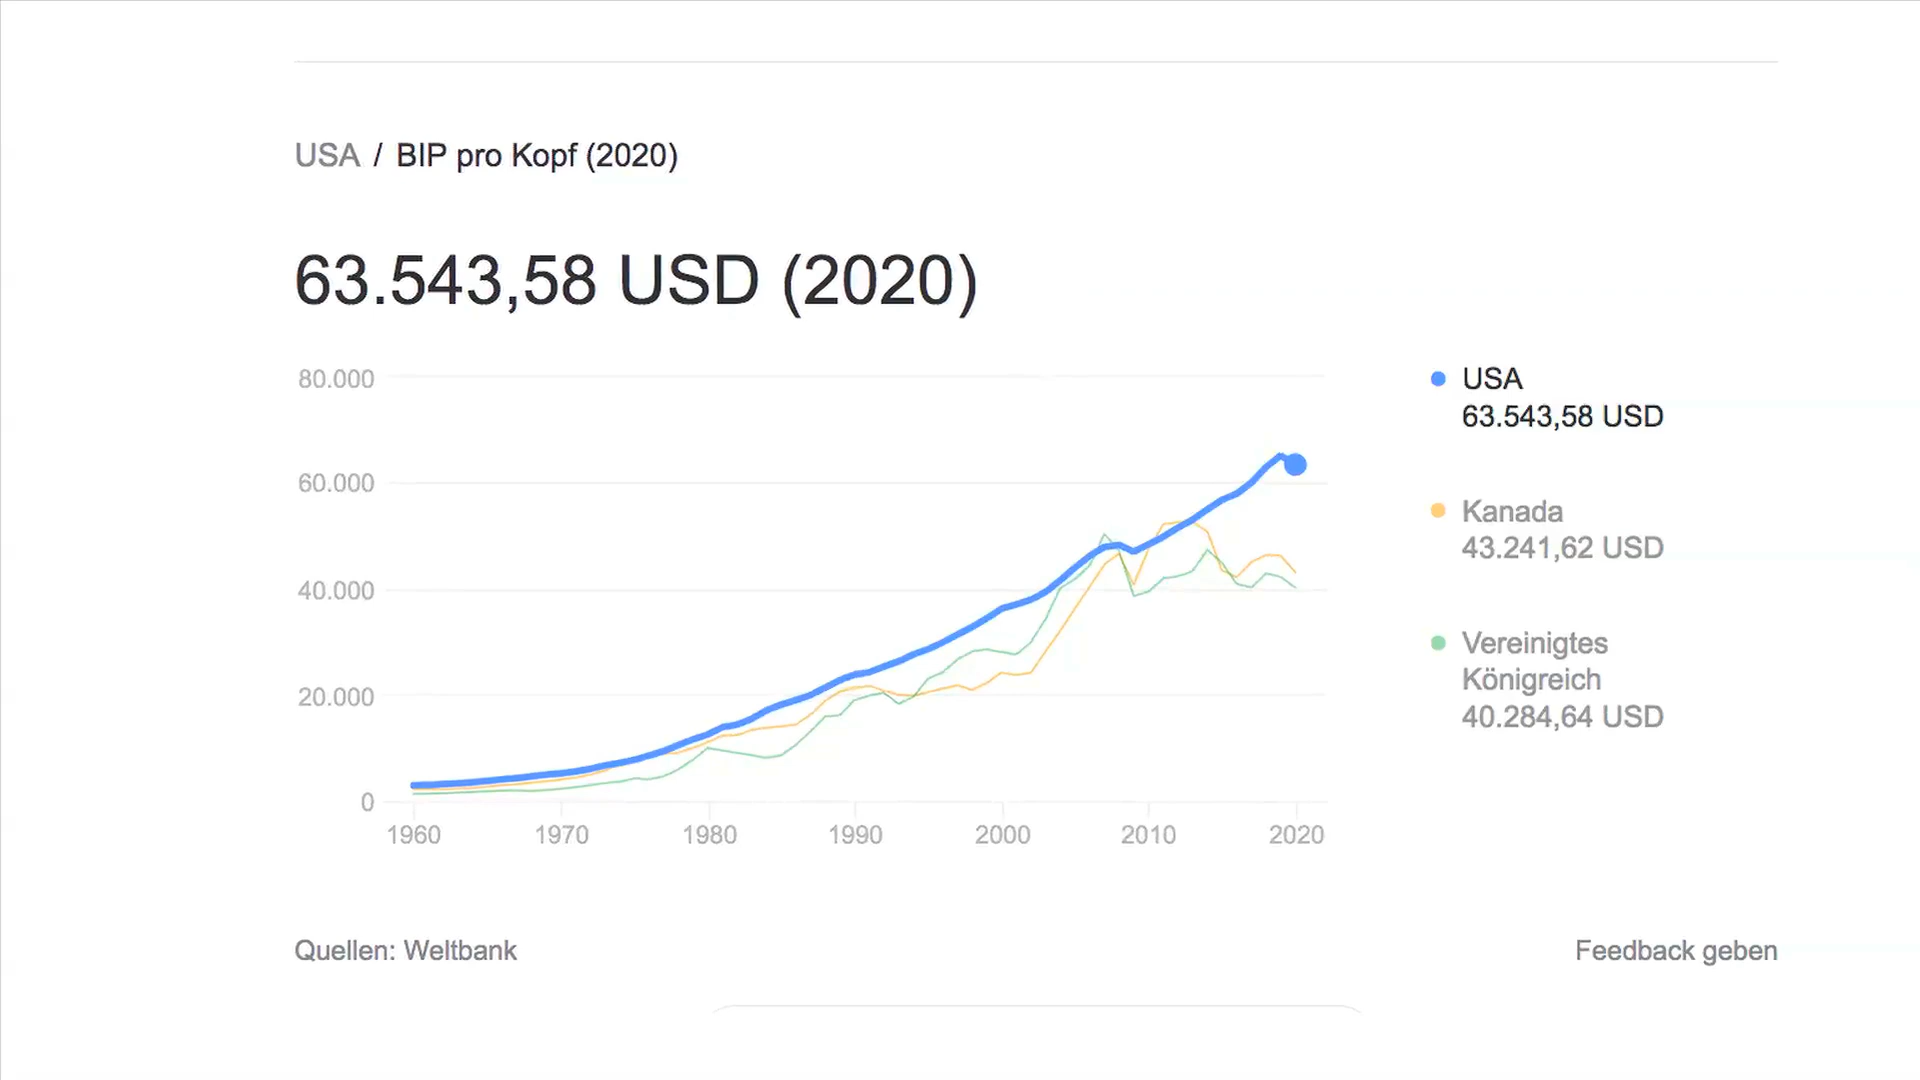 USA / BIP pro Kopf (2020)
63.543,58 USD (2020)
80.000
60.000
40.000
20.000
0
1960 1970 1980 1990 2000 2010 2020
USA
63.543,58 USD
Kanada
43.241,62 USD
Vereinigtes
Königreich
40.284,64 USD
Quellen: Weltbank
Feedback geben